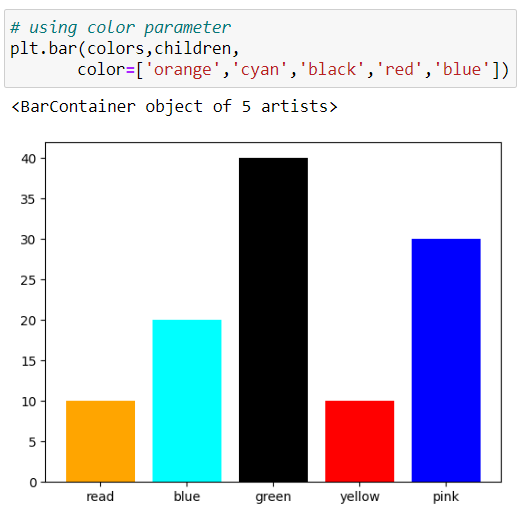 # using color parameter
plt.bar(colors,children,
color=['orange','cyan','black','red','blue'])
<BarContainer object of 5 artists>
40
35
30
25
20
15
10
5
0
read blue green yellow pink